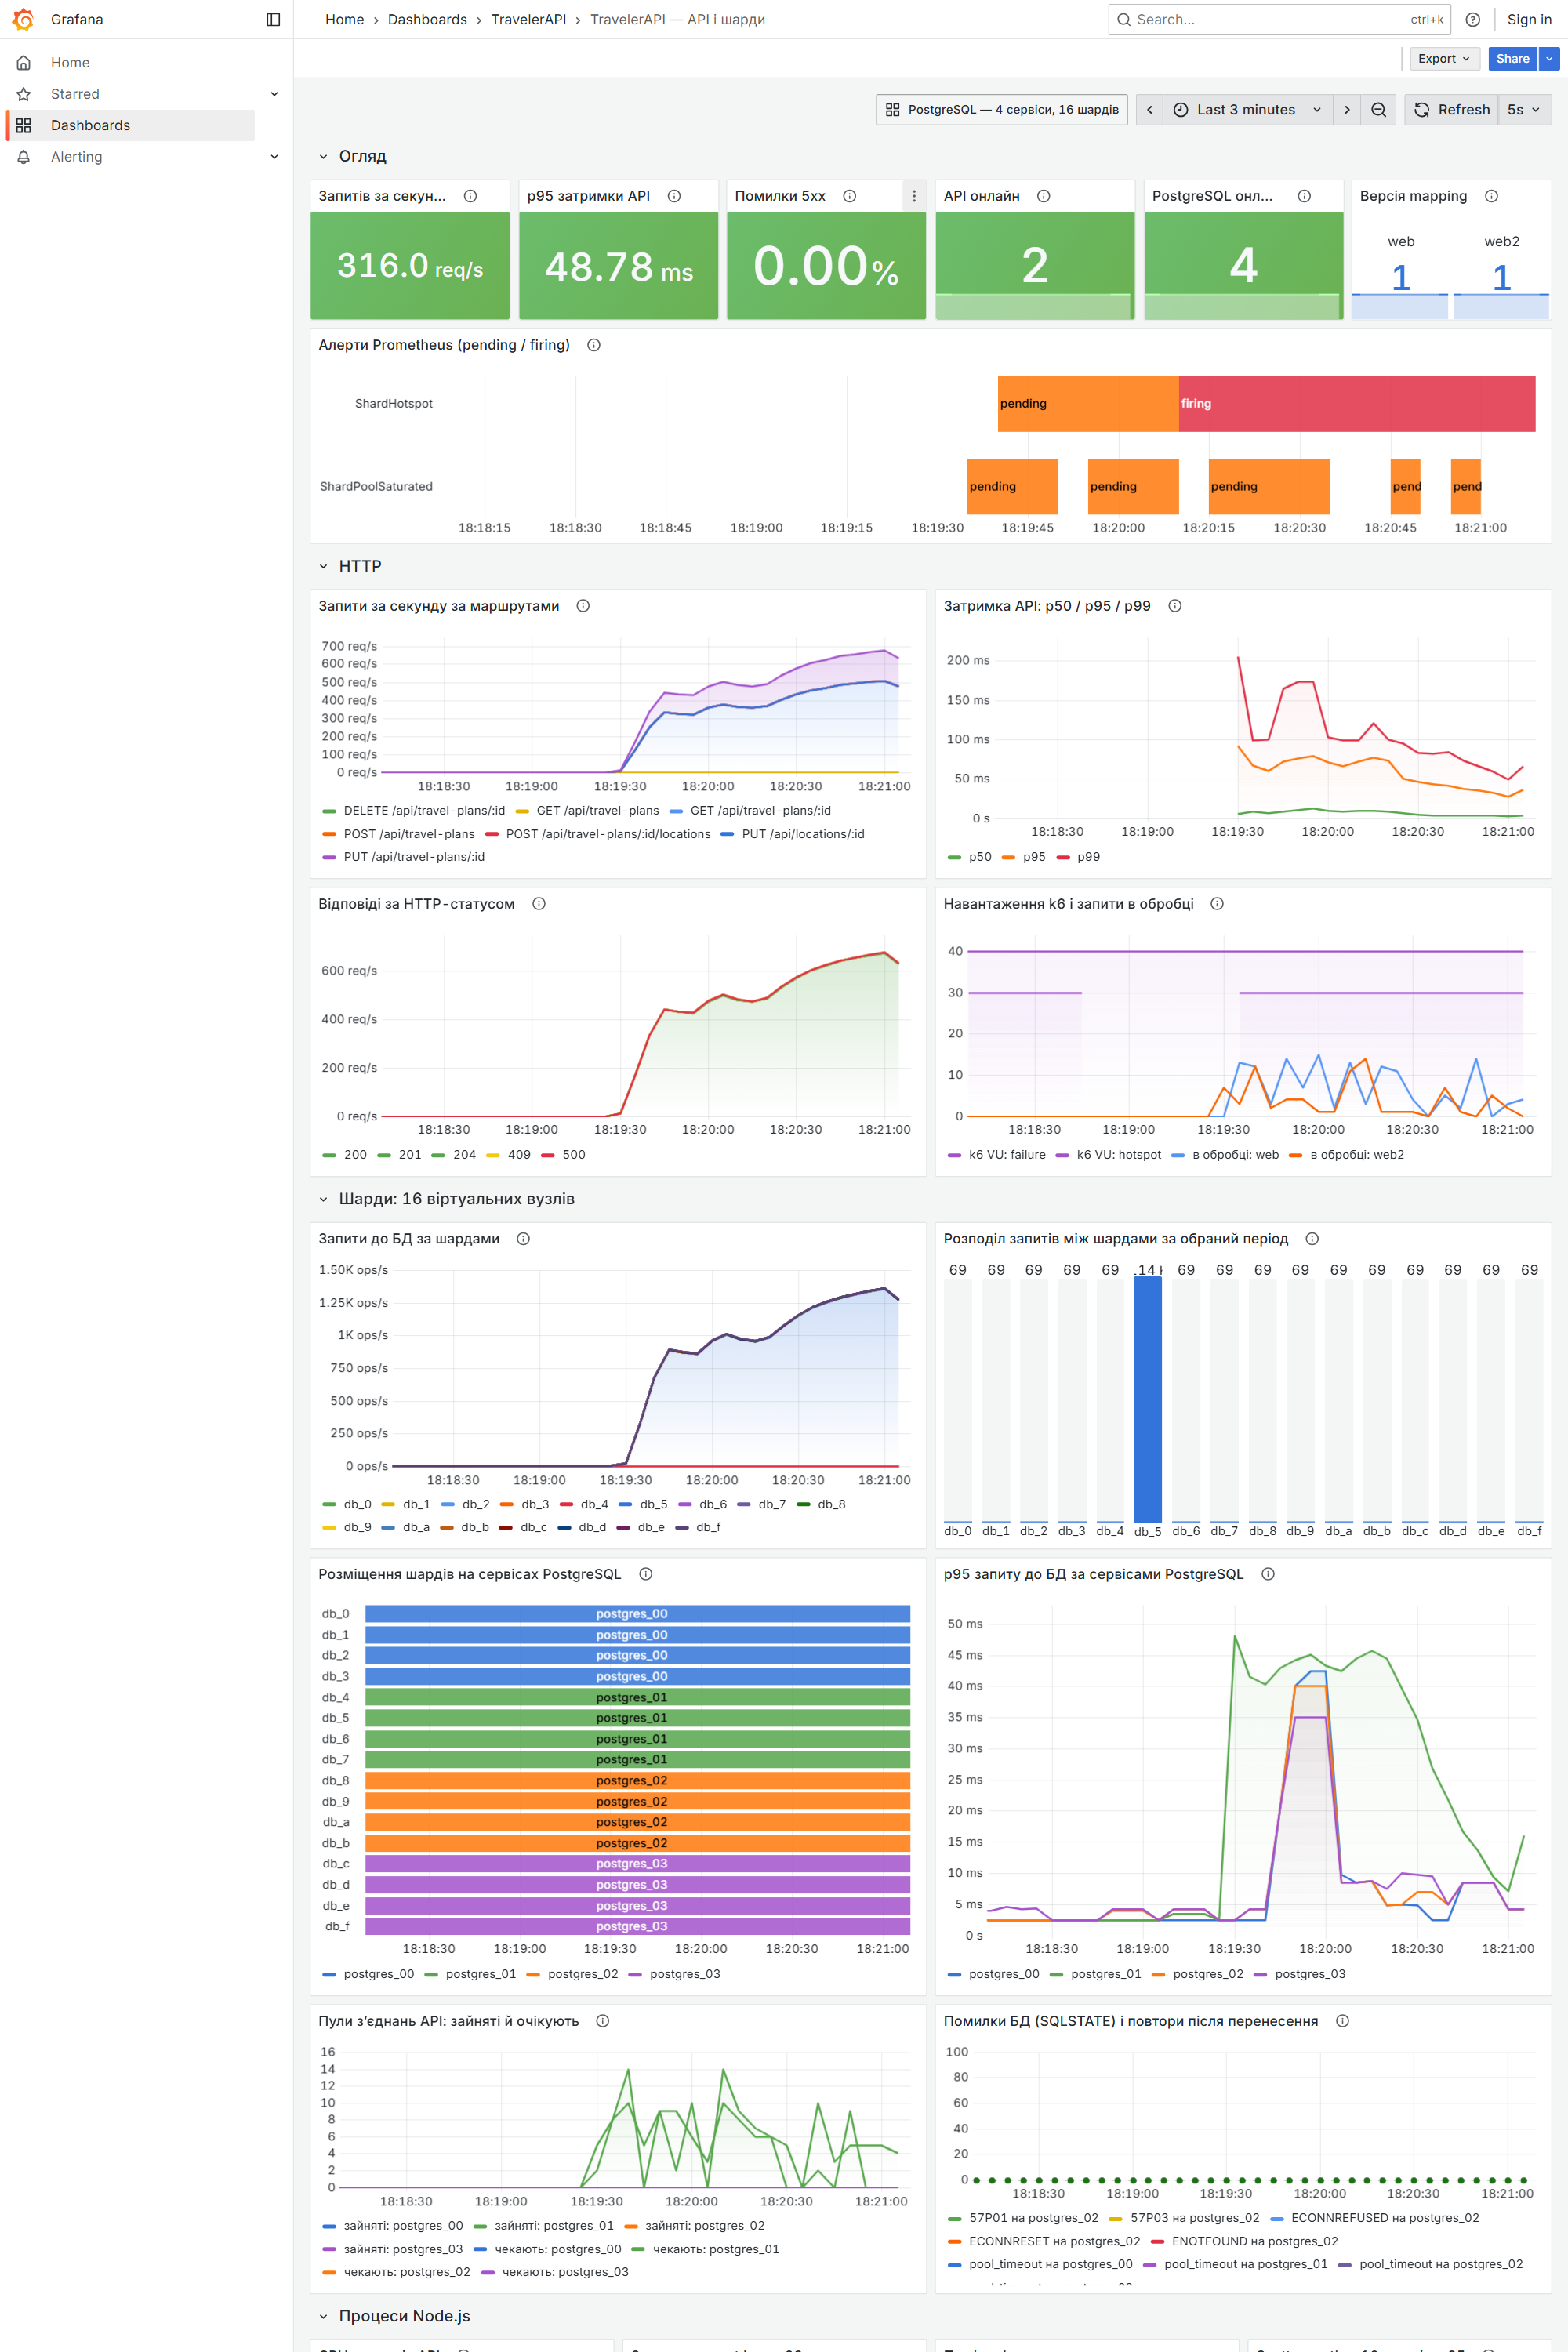 Grafana
Home › Dashboards › TravelerAPI › TravelerAPI — API і шарди
Search...
ctrl+k
Sign in
Home
Starred
Dashboards
Alerting
Export
Share
PostgreSQL — 4 сервіси, 16 шардів
Last 3 minutes
Refresh
5s
Огляд
Запитів за секун...
p95 затримки API
Помилки 5xx
API онлайн
PostgreSQL онл...
Версія mapping
316.0 req/s
48.78 ms
0.00%
2
4
web
1
web2
1
Алерти Prometheus (pending / firing)
ShardHotspot
pending
firing
ShardPoolSaturated
pending
pending
pending
pend
pend
18:18:15 18:18:30 18:18:45 18:19:00 18:19:15 18:19:30 18:19:45 18:20:00 18:20:15 18:20:30 18:20:45 18:21:00
HTTP
Запити за секунду за маршрутами
700 req/s
600 req/s
500 req/s
400 req/s
300 req/s
200 req/s
100 req/s
0 req/s
18:18:30 18:19:00 18:19:30 18:20:00 18:20:30 18:21:00
DELETE /api/travel-plans/:id GET /api/travel-plans GET /api/travel-plans/:id
POST /api/travel-plans POST /api/travel-plans/:id/locations PUT /api/locations/:id
PUT /api/travel-plans/:id
Затримка API: p50 / p95 / p99
200 ms
150 ms
100 ms
50 ms
0 s
18:18:30 18:19:00 18:19:30 18:20:00 18:20:30 18:21:00
p50 p95 p99
Відповіді за HTTP-статусом
600 req/s
400 req/s
200 req/s
0 req/s
18:18:30 18:19:00 18:19:30 18:20:00 18:20:30 18:21:00
200 201 204 409 500
Навантаження k6 і запити в обробці
40
30
20
10
0
18:18:30 18:19:00 18:19:30 18:20:00 18:20:30 18:21:00
k6 VU: failure k6 VU: hotspot в обробці: web в обробці: web2
Шарди: 16 віртуальних вузлів
Запити до БД за шардами
1.50K ops/s
1.25K ops/s
1K ops/s
750 ops/s
500 ops/s
250 ops/s
0 ops/s
18:18:30 18:19:00 18:19:30 18:20:00 18:20:30 18:21:00
db_0 db_1 db_2 db_3 db_4 db_5 db_6 db_7 db_8
db_9 db_a db_b db_c db_d db_e db_f
Розподіл запитів між шардами за обраний період
69 69 69 69 69 69 69 69 69 69 69 69 69 69 69
db_0 db_1 db_2 db_3 db_4 db_5 db_6 db_7 db_8 db_9 db_a db_b db_c db_d db_e db_f
Розміщення шардів на сервісах PostgreSQL
db_0 postgres_00
db_1 postgres_00
db_2 postgres_00
db_3 postgres_00
db_4 postgres_01
db_5 postgres_01
db_6 postgres_01
db_7 postgres_01
db_8 postgres_02
db_9 postgres_02
db_a postgres_02
db_b postgres_02
db_c postgres_03
db_d postgres_03
db_e postgres_03
db_f postgres_03
18:18:30 18:19:00 18:19:30 18:20:00 18:20:30 18:21:00
postgres_00 postgres_01 postgres_02 postgres_03
p95 запиту до БД за сервісами PostgreSQL
50 ms
45 ms
40 ms
35 ms
30 ms
25 ms
20 ms
15 ms
10 ms
5 ms
0 s
18:18:30 18:19:00 18:19:30 18:20:00 18:20:30 18:21:00
postgres_00 postgres_01 postgres_02 postgres_03
Пули з’єднань API: зайняті й очікують
16
14
12
10
8
6
4
2
0
18:18:30 18:19:00 18:19:30 18:20:00 18:20:30 18:21:00
зайняті: postgres_00 зайняті: postgres_01 зайняті: postgres_02
зайняті: postgres_03 чекають: postgres_00 чекають: postgres_01
чекають: postgres_02 чекають: postgres_03
Помилки БД (SQLSTATE) і повтори після перенесення
100
80
60
40
20
0
18:18:30 18:19:00 18:19:30 18:20:00 18:20:30 18:21:00
57P01 на postgres_02 57P03 на postgres_02 ECONNREFUSED на postgres_02
ECONNRESET на postgres_02 ENOTFOUND на postgres_02
pool_timeout на postgres_00 pool_timeout на postgres_01 pool_timeout на postgres_02
Процеси Node.js